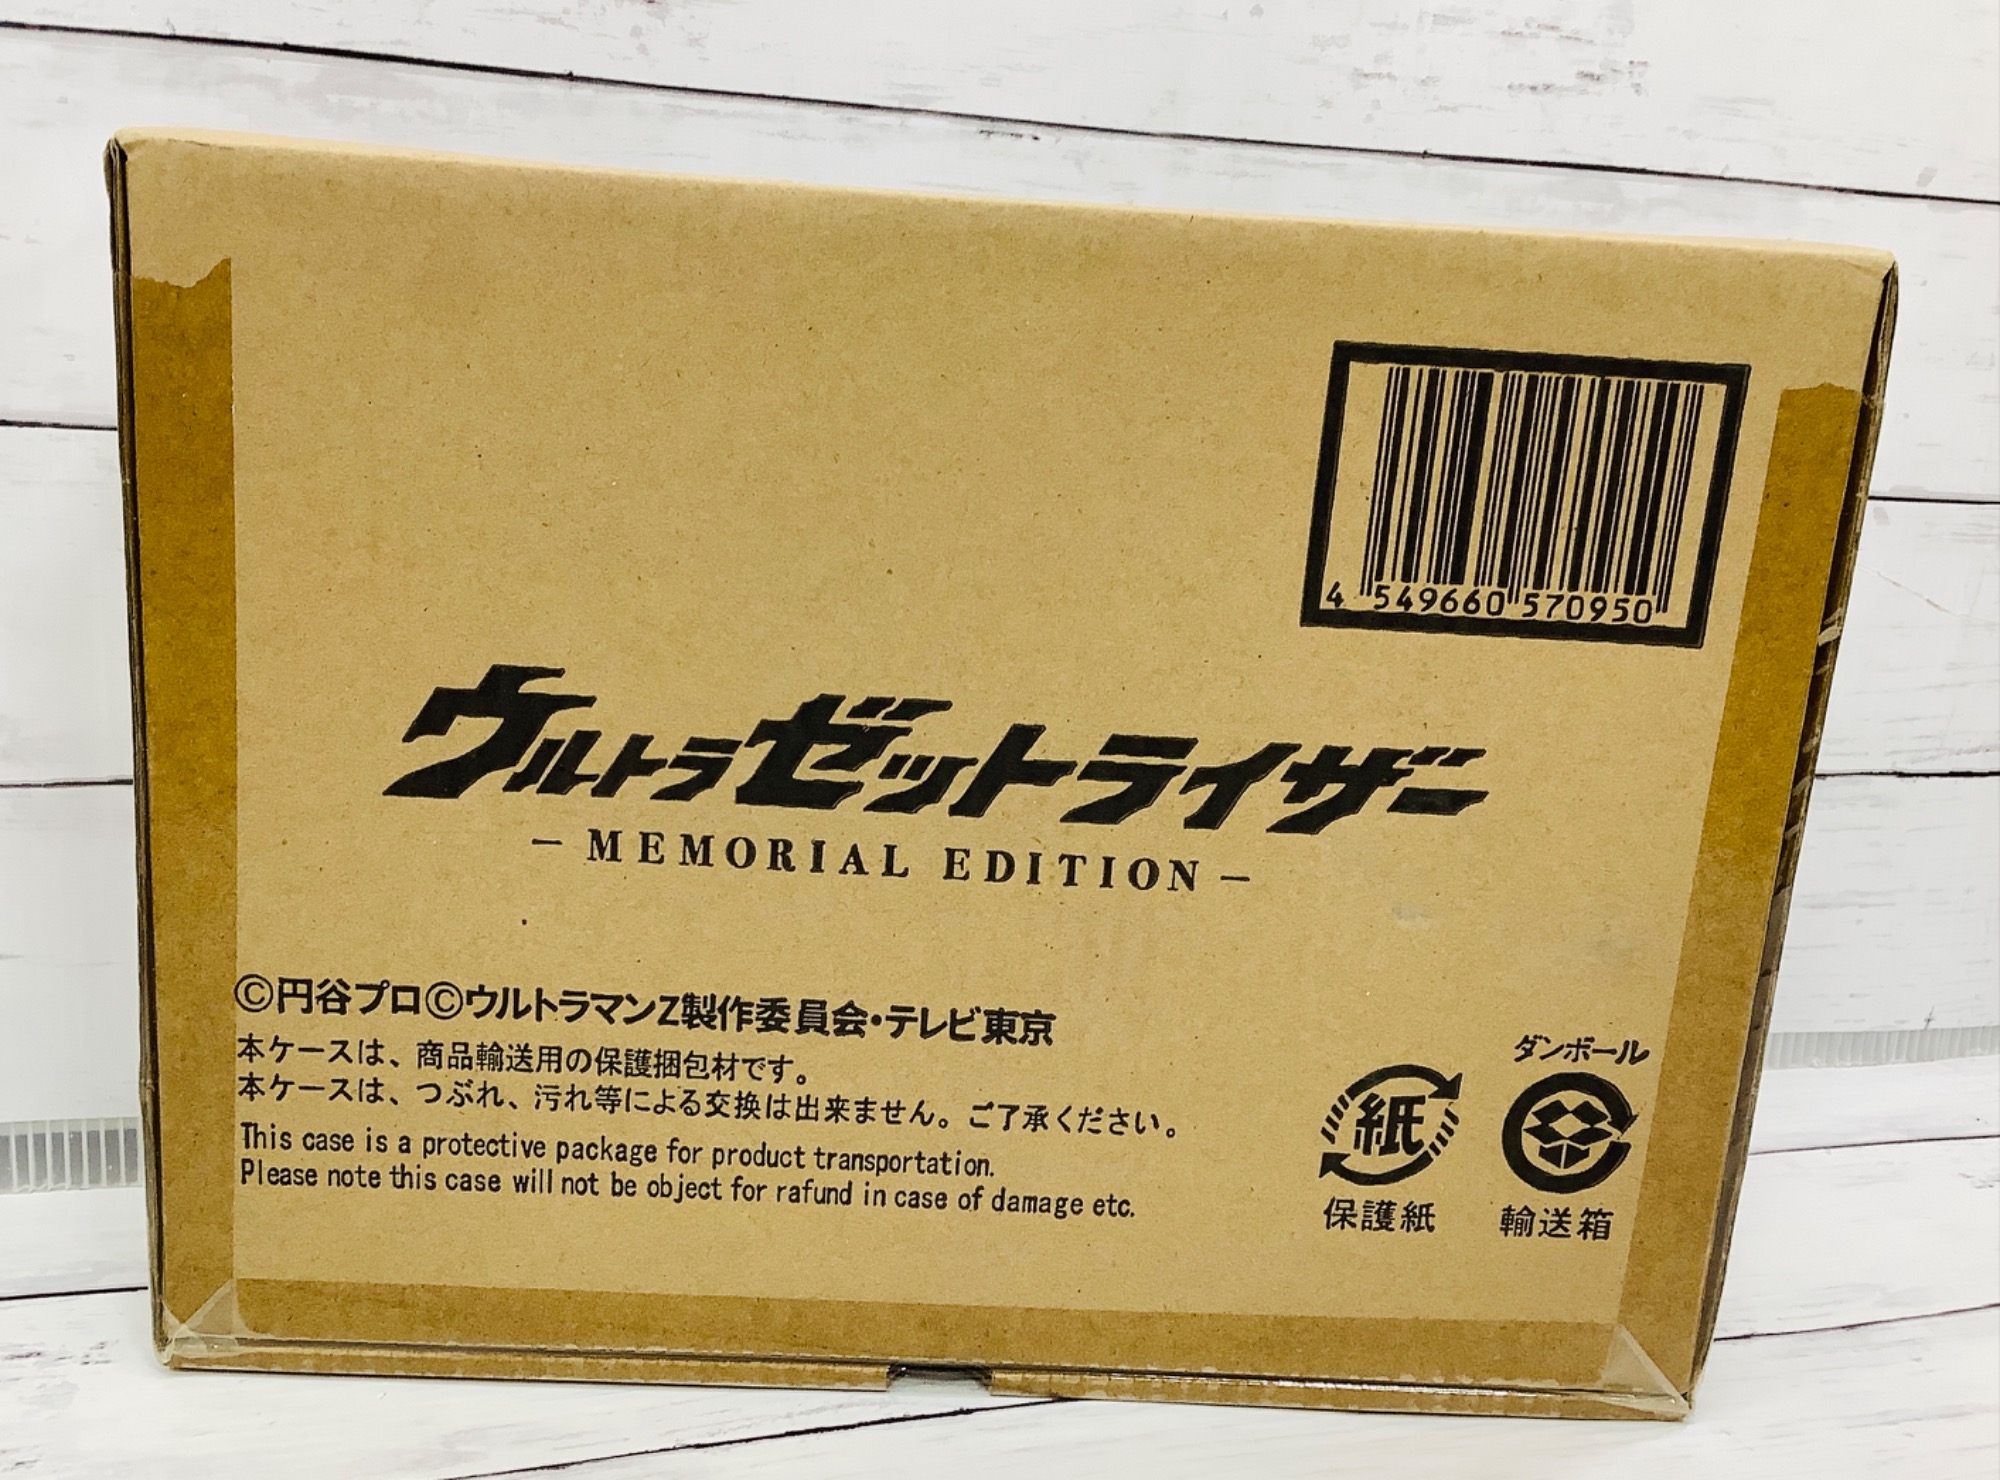 4 549660 570950
ウルトラゼットライザー
－MEMORIAL EDITION－
©円谷プロ©ウルトラマンZ製作委員会・テレビ東京
本ケースは、商品輸送用の保護梱包材です。
本ケースは、つぶれ、汚れ等による交換は出来ません。ご了承ください。
This case is a protective package for product transportation.
Please note this case will not be object for rafund in case of damage etc.
紙
保護紙
ダンボール
輸送箱